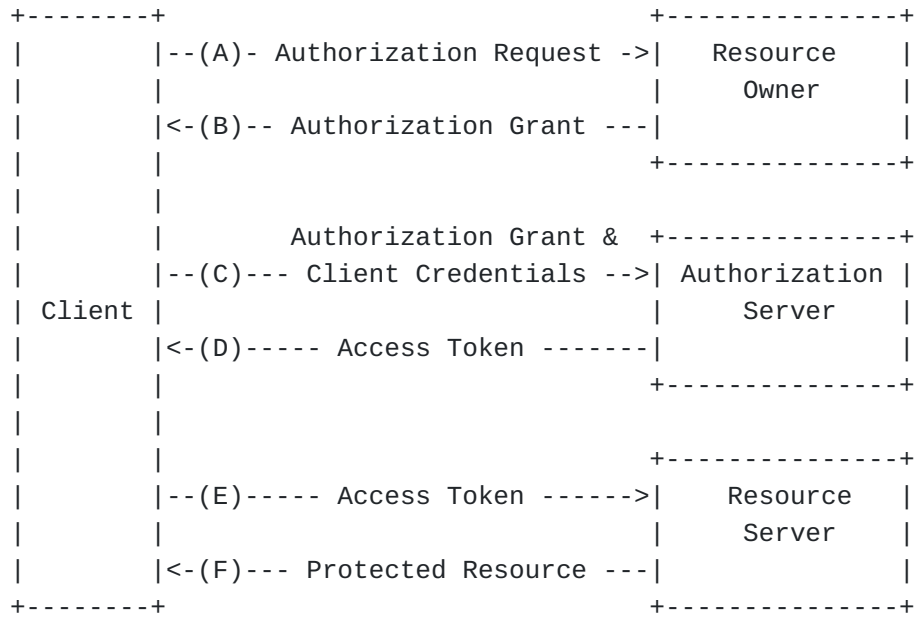 +--------+                               +---------------+
|        |--(A)- Authorization Request ->|   Resource    |
|        |                               |     Owner     |
|        |<-(B)-- Authorization Grant ---|               |
|        |                               +---------------+
|        |
|        |        Authorization Grant &  +---------------+
|        |--(C)--- Client Credentials -->| Authorization |
| Client |                               |     Server    |
|        |<-(D)----- Access Token -------|               |
|        |                               +---------------+
|        |
|        |                               +---------------+
|        |--(E)----- Access Token ------>|    Resource   |
|        |                               |     Server    |
|        |<-(F)--- Protected Resource ---|               |
+--------+                               +---------------+